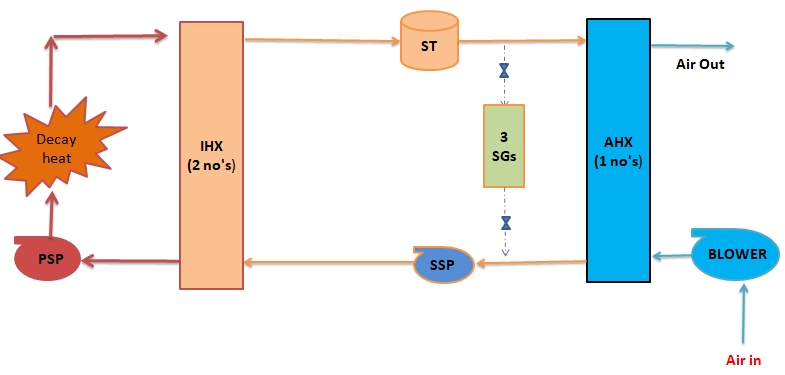 ST
Air Out
Decay
heat
IHX
(2 no's)
3
SGs
AHX
(1 no's)
PSP
SSP
BLOWER
Air in